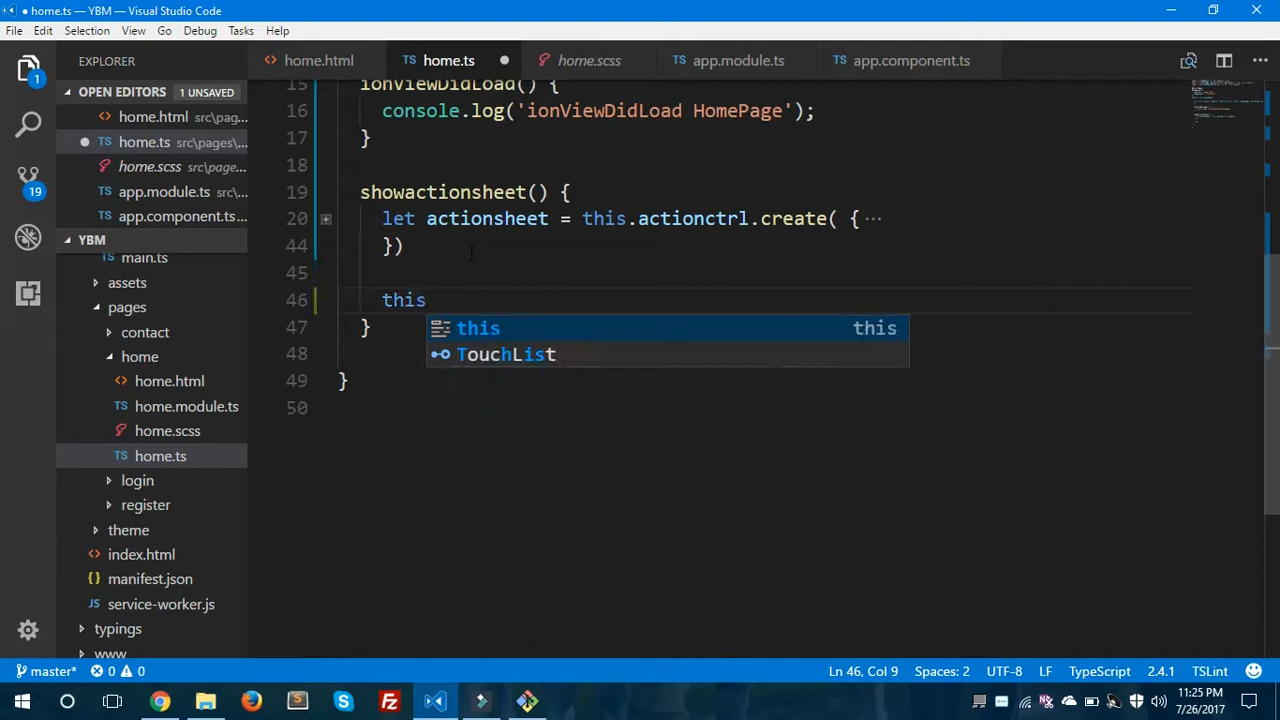 ● home.ts — YBM — Visual Studio Code
File Edit Selection View Go Debug Tasks Help
EXPLORER
home.html
home.ts
home.scss
app.module.ts
app.component.ts
1
OPEN EDITORS 1 UNSAVED
home.html src\pag...
home.ts src\pages\...
home.scss src\page...
app.module.ts src\...
app.component.ts...
19
YBM
main.ts
assets
pages
contact
home
home.html
home.module.ts
home.scss
home.ts
login
register
theme
index.html
manifest.json
service-worker.js
typings
www
15 ionViewDidLoad() {
16 console.log('ionViewDidLoad HomePage');
17 }
18
19 showactionsheet() {
20 let actionsheet = this.actionctrl.create( {...
44 })
45
46 this
this this
TouchList
47 }
48
49 }
50
master* 0 0 Ln 46, Col 9 Spaces: 2 UTF-8 LF TypeScript 2.4.1 TSLint
11:25 PM
7/26/2017